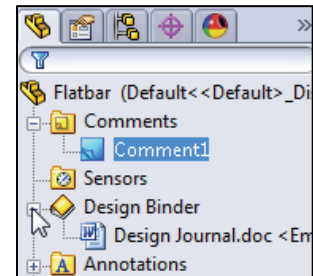 »
Flatbar (Default<<Default>_Di
Comments
Comment1
Sensors
Design Binder
Design Journal.doc <Em
A Annotations